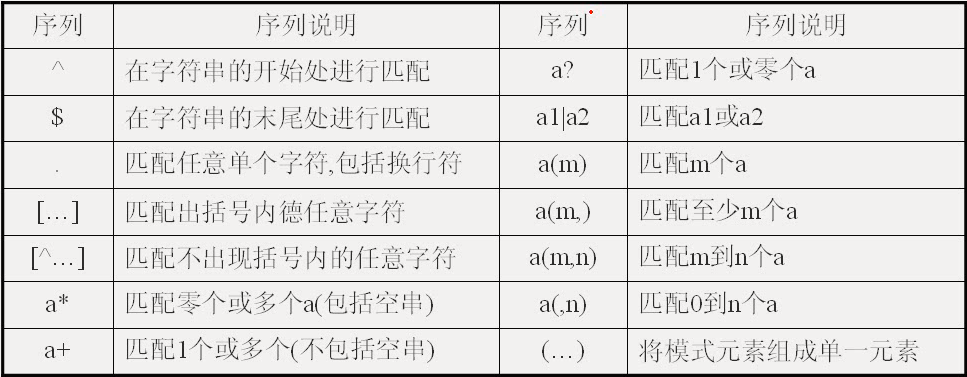 序列 序列说明 序列 序列说明
^ 在字符串的开始处进行匹配 a? 匹配1个或零个a
$ 在字符串的末尾处进行匹配 a1|a2 匹配a1或a2
. 匹配任意单个字符,包括换行符 a(m) 匹配m个a
[…] 匹配出括号内德任意字符 a(m,) 匹配至少m个a
[^…] 匹配不出现括号内的任意字符 a(m,n) 匹配m到n个a
a* 匹配零个或多个a(包括空串) a(,n) 匹配0到n个a
a+ 匹配1个或多个(不包括空串) (…) 将模式元素组成单一元素